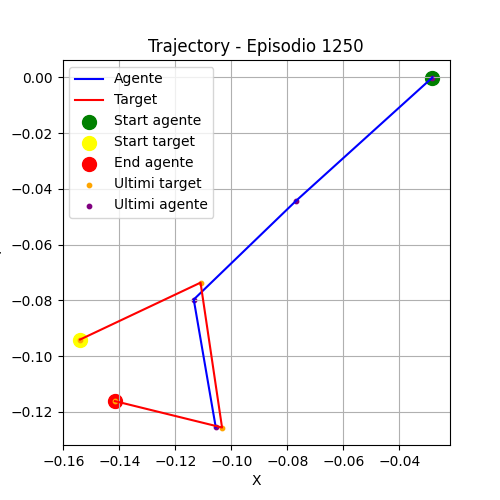 Trajectory - Episodio 1250
Agente
Target
Start agente
Start target
End agente
Ultimi target
Ultimi agente
0.00
−0.02
−0.04
−0.06
−0.08
−0.10
−0.12
−0.16
−0.14
−0.12
−0.10
−0.08
−0.06
−0.04
X